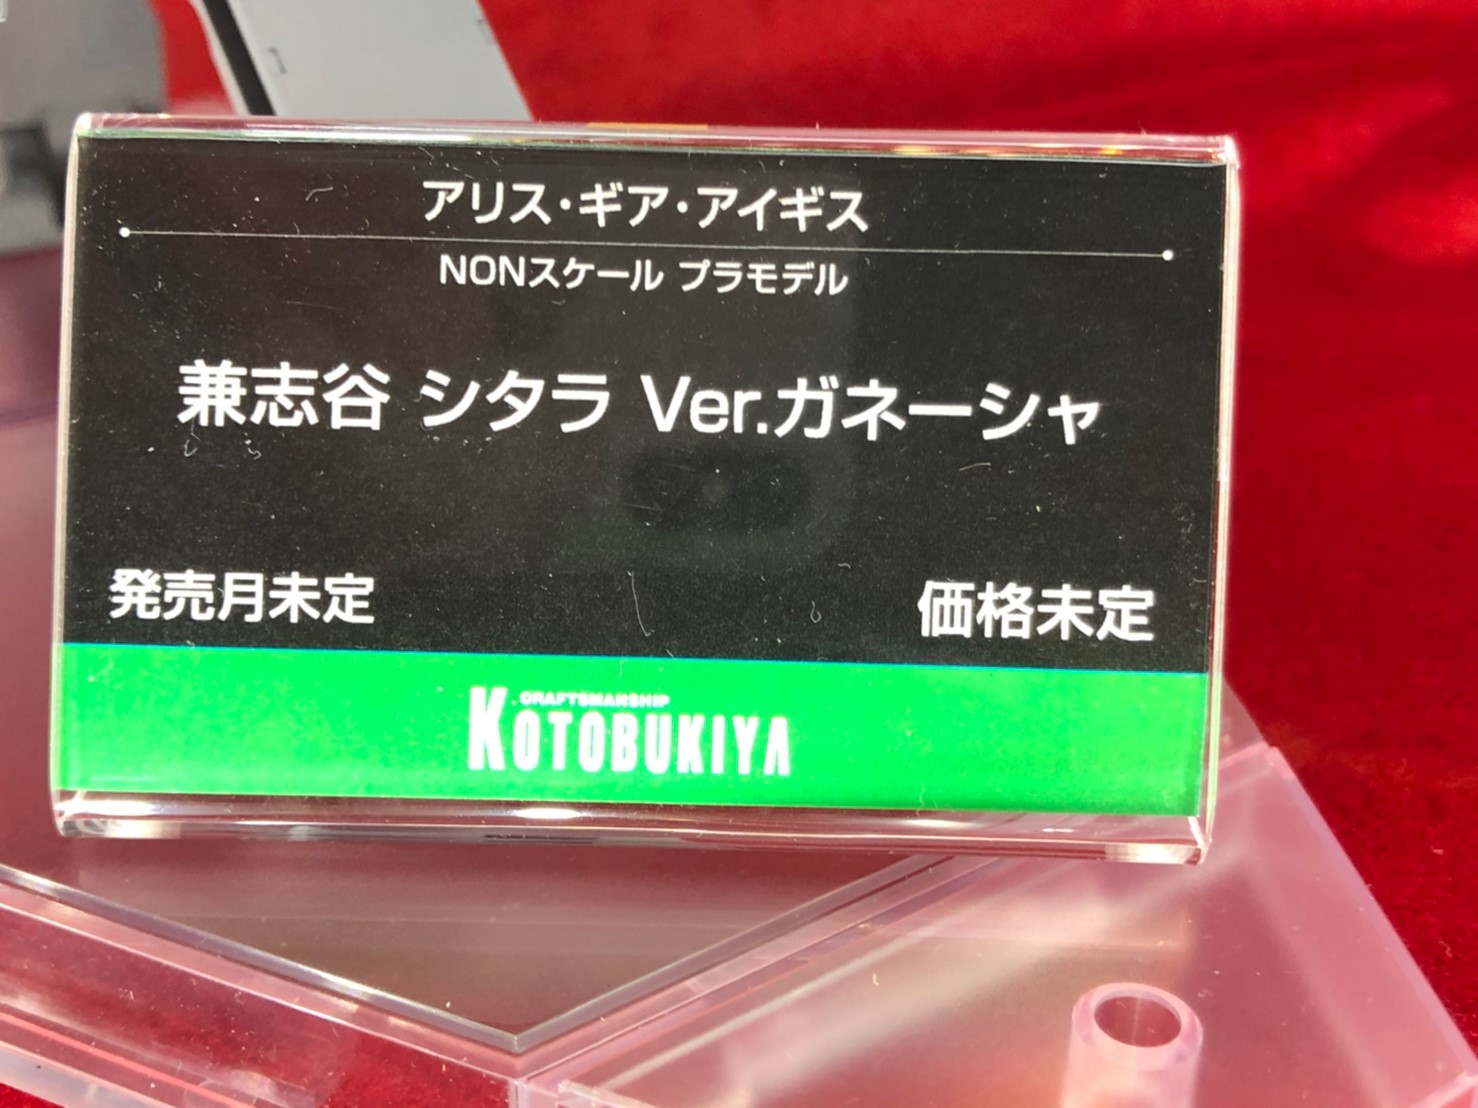 アリス・ギア・アイギス
NONスケール プラモデル
兼志谷 シタラ Ver.ガネーシャ
発売月未定
価格未定
CRAFTSMANSHIP
KOTOBUKIYA